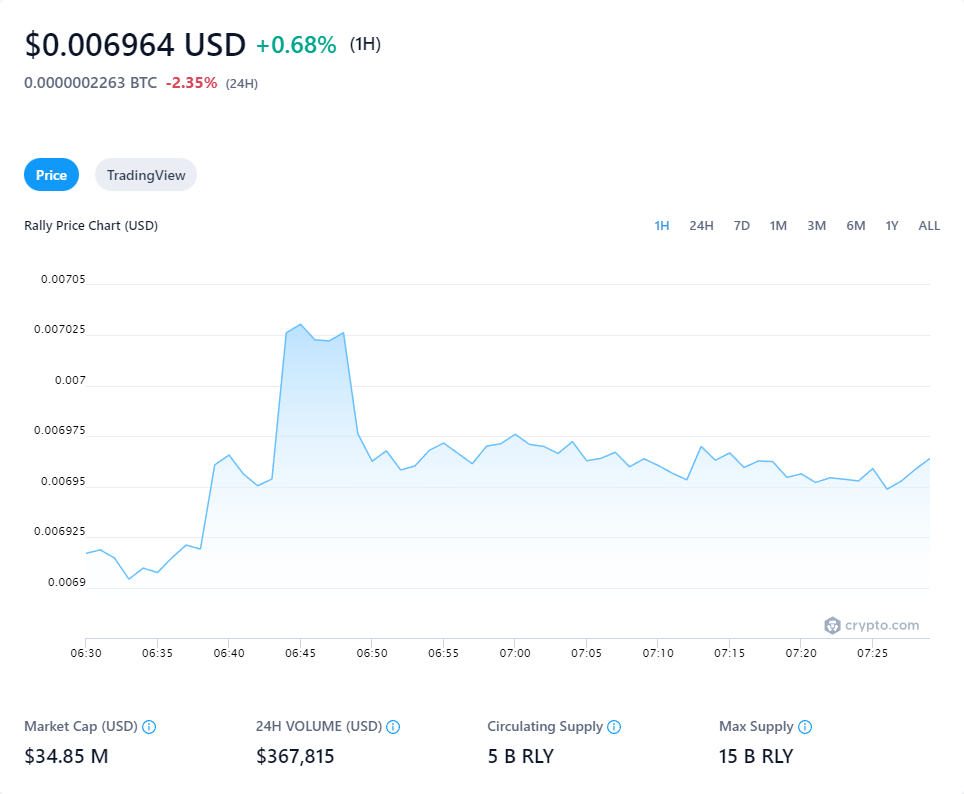 $0.006964 USD +0.68% (1H)
0.0000002263 BTC -2.35% (24H)
Price TradingView
Rally Price Chart (USD) 1H 24H 7D 1M 3M 6M 1Y ALL
0.00705
0.007025
0.007
0.006975
0.00695
0.006925
0.0069
crypto.com
06:30 06:35 06:40 06:45 06:50 06:55 07:00 07:05 07:10 07:15 07:20 07:25
Market Cap (USD) 24H VOLUME (USD) Circulating Supply Max Supply
$34.85 M $367,815 5 B RLY 15 B RLY